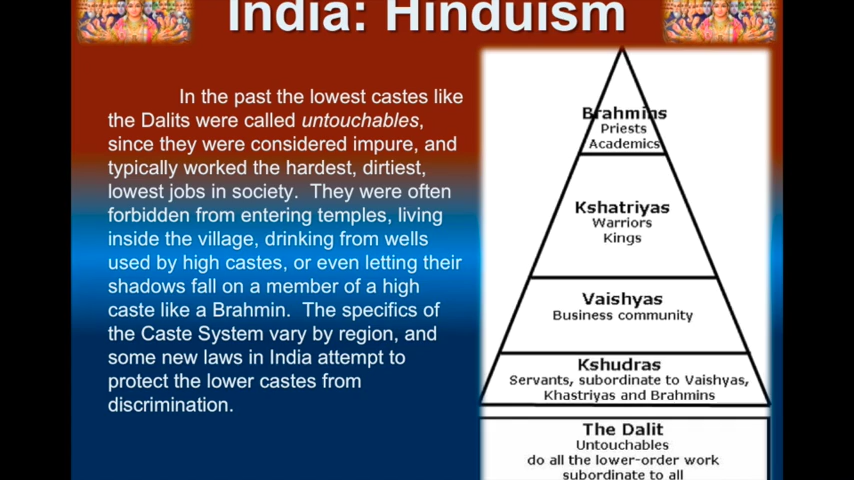 India: Hinduism
In the past the lowest castes like
the Dalits were called untouchables,
since they were considered impure, and
typically worked the hardest, dirtiest,
lowest jobs in society. They were often
forbidden from entering temples, living
inside the village, drinking from wells
used by high castes, or even letting their
shadows fall on a member of a high
caste like a Brahmin. The specifics of
the Caste System vary by region, and
some new laws in India attempt to
protect the lower castes from
discrimination.
Brahmins
Priests
Academics
Kshatriyas
Warriors
Kings
Vaishyas
Business community
Kshudras
Servants, subordinate to Vaishyas,
Khastriyas and Brahmins
The Dalit
Untouchables
do all the lower-order work
subordinate to all